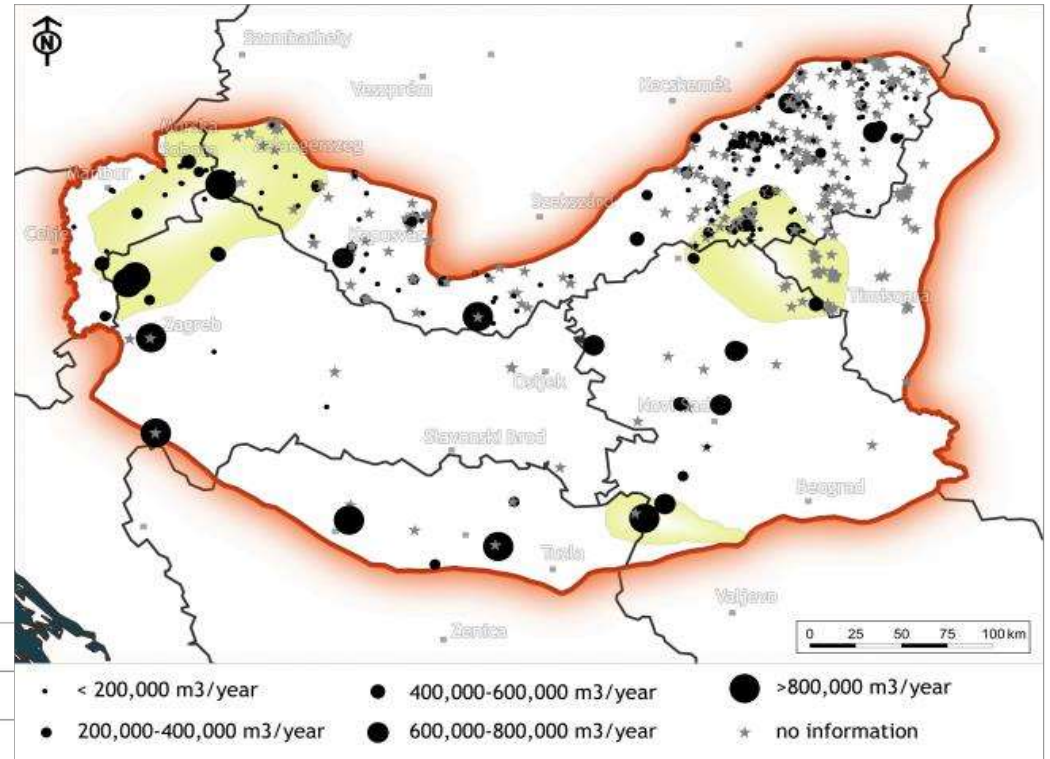 N
Szombathely
Veszprém
Kecskemét
Murska
Sobota
Zalaegerszeg
Maribor
Szekszárd
Celje
Kaposvár
Timisoara
Zagreb
Osijek
Novi Sad
Slavonski Brod
Beograd
Tuzla
Valjevo
Zenica
0 25 50 75 100 km
< 200,000 m3/year
400,000-600,000 m3/year
>800,000 m3/year
200,000-400,000 m3/year
600,000-800,000 m3/year
no information